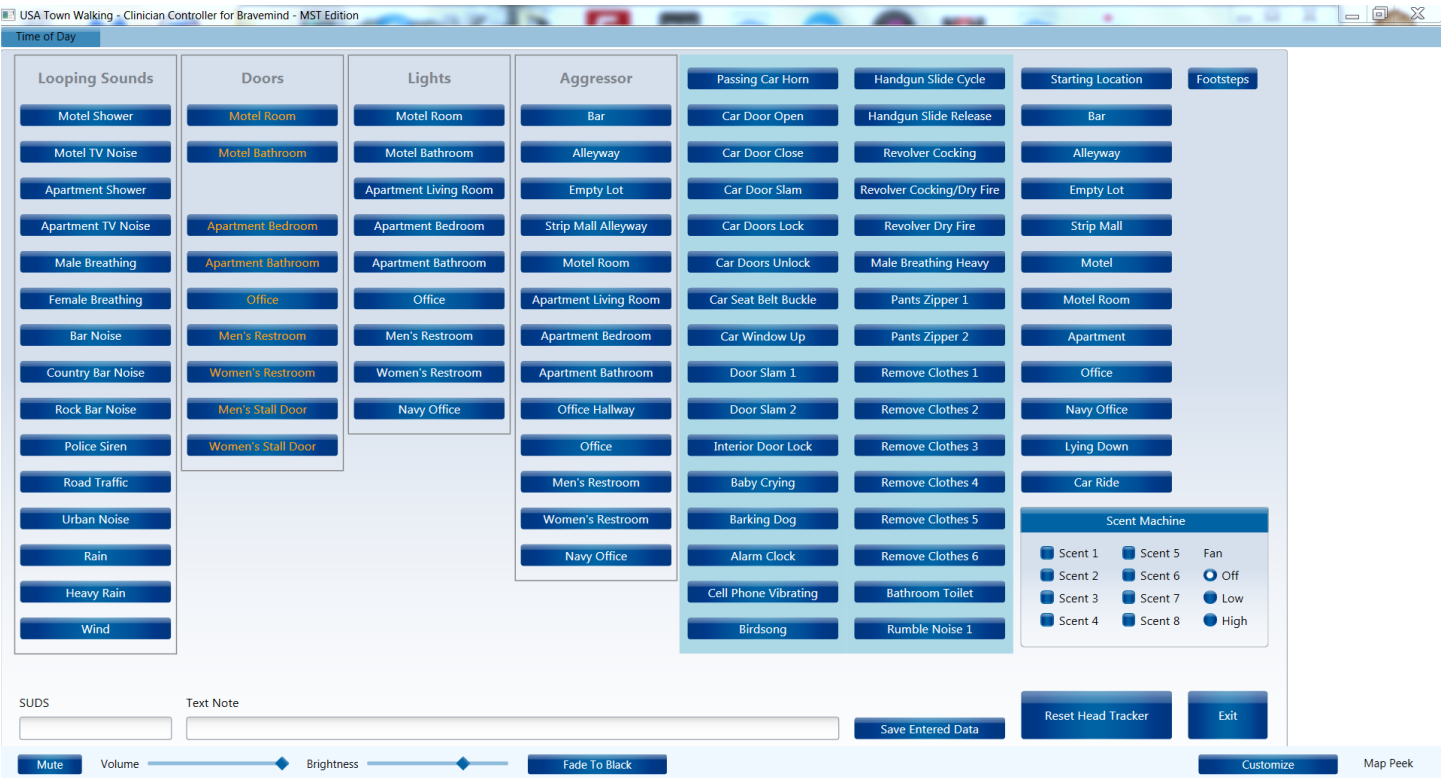 USA Town Walking - Clinician Controller for Bravemind - MST Edition
Time of Day
Looping Sounds
Motel Shower
Motel TV Noise
Apartment Shower
Apartment TV Noise
Male Breathing
Female Breathing
Bar Noise
Country Bar Noise
Rock Bar Noise
Police Siren
Road Traffic
Urban Noise
Rain
Heavy Rain
Wind
Doors
Motel Room
Motel Bathroom
Apartment Bedroom
Apartment Bathroom
Office
Men's Restroom
Women's Restroom
Men's Stall Door
Women's Stall Door
Lights
Motel Room
Motel Bathroom
Apartment Living Room
Apartment Bedroom
Apartment Bathroom
Office
Men's Restroom
Women's Restroom
Navy Office
Aggressor
Bar
Alleyway
Empty Lot
Strip Mall Alleyway
Motel Room
Apartment Living Room
Apartment Bedroom
Apartment Bathroom
Office Hallway
Office
Men's Restroom
Women's Restroom
Navy Office
Passing Car Horn
Car Door Open
Car Door Close
Car Door Slam
Car Doors Lock
Car Doors Unlock
Car Seat Belt Buckle
Car Window Up
Door Slam 1
Door Slam 2
Interior Door Lock
Baby Crying
Barking Dog
Alarm Clock
Cell Phone Vibrating
Birdsong
Handgun Slide Cycle
Handgun Slide Release
Revolver Cocking
Revolver Cocking/Dry Fire
Revolver Dry Fire
Male Breathing Heavy
Pants Zipper 1
Pants Zipper 2
Remove Clothes 1
Remove Clothes 2
Remove Clothes 3
Remove Clothes 4
Remove Clothes 5
Remove Clothes 6
Bathroom Toilet
Rumble Noise 1
Starting Location
Bar
Alleyway
Empty Lot
Strip Mall
Motel
Motel Room
Apartment
Office
Navy Office
Lying Down
Car Ride
Footsteps
Scent Machine
Scent 1 Scent 5 Fan
Scent 2 Scent 6 Off
Scent 3 Scent 7 Low
Scent 4 Scent 8 High
SUDS
Text Note
Save Entered Data
Reset Head Tracker
Exit
Mute
Volume
Brightness
Fade To Black
Customize
Map Peek